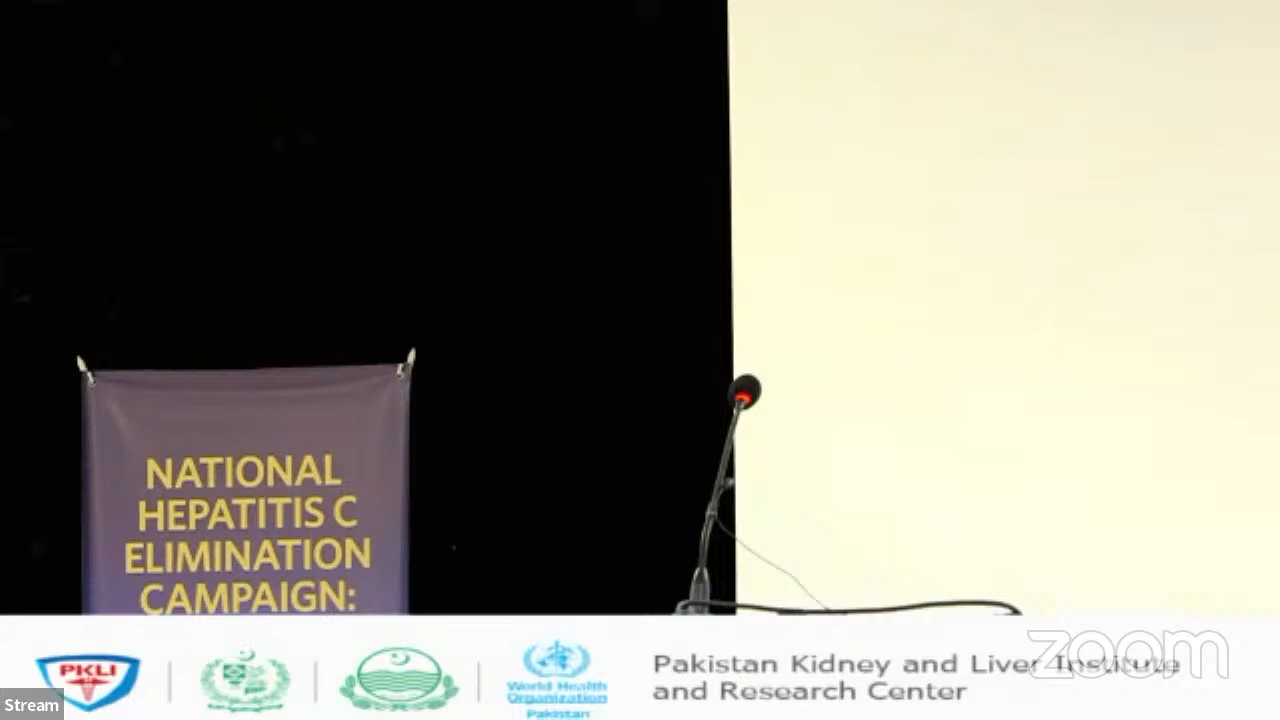 NATIONAL
HEPATITIS C
ELIMINATION
CAMPAIGN:
PKLI
World Health
Organization
Pakistan
Pakistan Kidney and Liver Institute
and Research Center
zoom
Stream